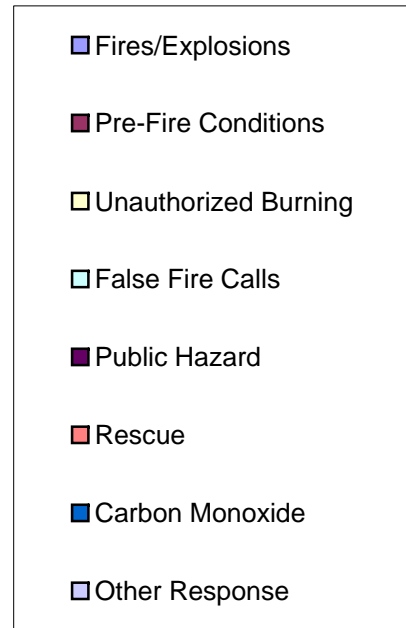 Fires/Explosions
Pre-Fire Conditions
Unauthorized Burning
False Fire Calls
Public Hazard
Rescue
Carbon Monoxide
Other Response